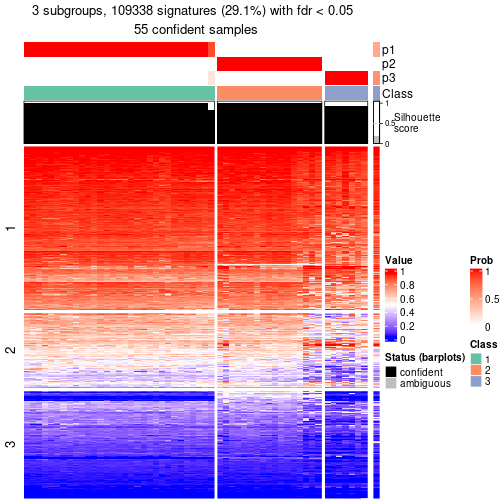 3 subgroups, 109338 signatures (29.1%) with fdr < 0.05
55 confident samples
p1
p2
p3
Class
1
0.5
0
Silhouette
score
1
2
3
Value
1
0.8
0.6
0.4
0.2
0
Prob
1
0.5
0
Status (barplots)
confident
ambiguous
Class
1
2
3